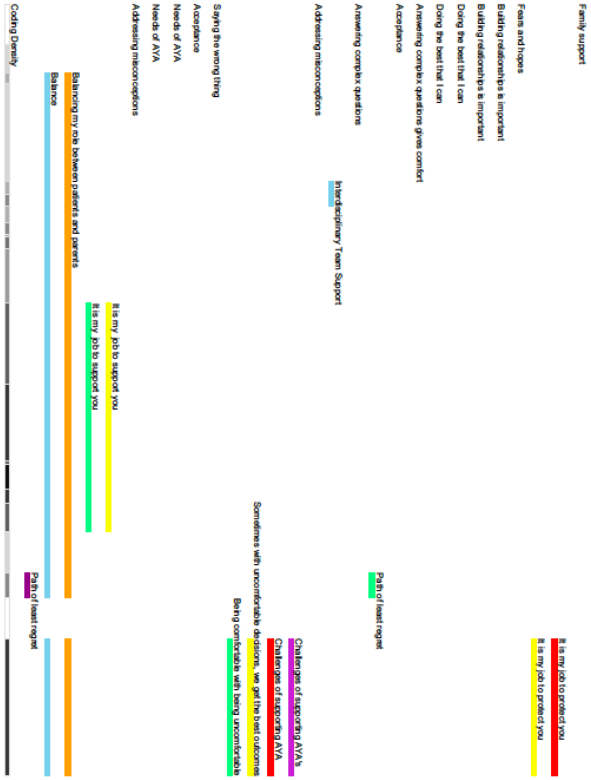 Family support
It is my job to protect you
It is my job to protect you
Fears and hopes
Building relationships is important
Building relationships is important
Doing the best that I can
Doing the best that I can
Answering complex questions gives comfort
Acceptance
Path of least regret
Answering complex questions
Interdisciplinary Team Support
Addressing misconceptions
Challenges of supporting AYA's
Challenges of supporting AYA
Sometimes with uncomfortable decisions, we get the best outcomes
Being comfortable with being uncomfortable
Saying the wrong thing
Acceptance
Needs of AYA
Needs of AYA
Addressing misconceptions
It is my job to support you
It is my job to support you
Balancing my role between patients and parents
Balance
Path of least regret
Coding Density